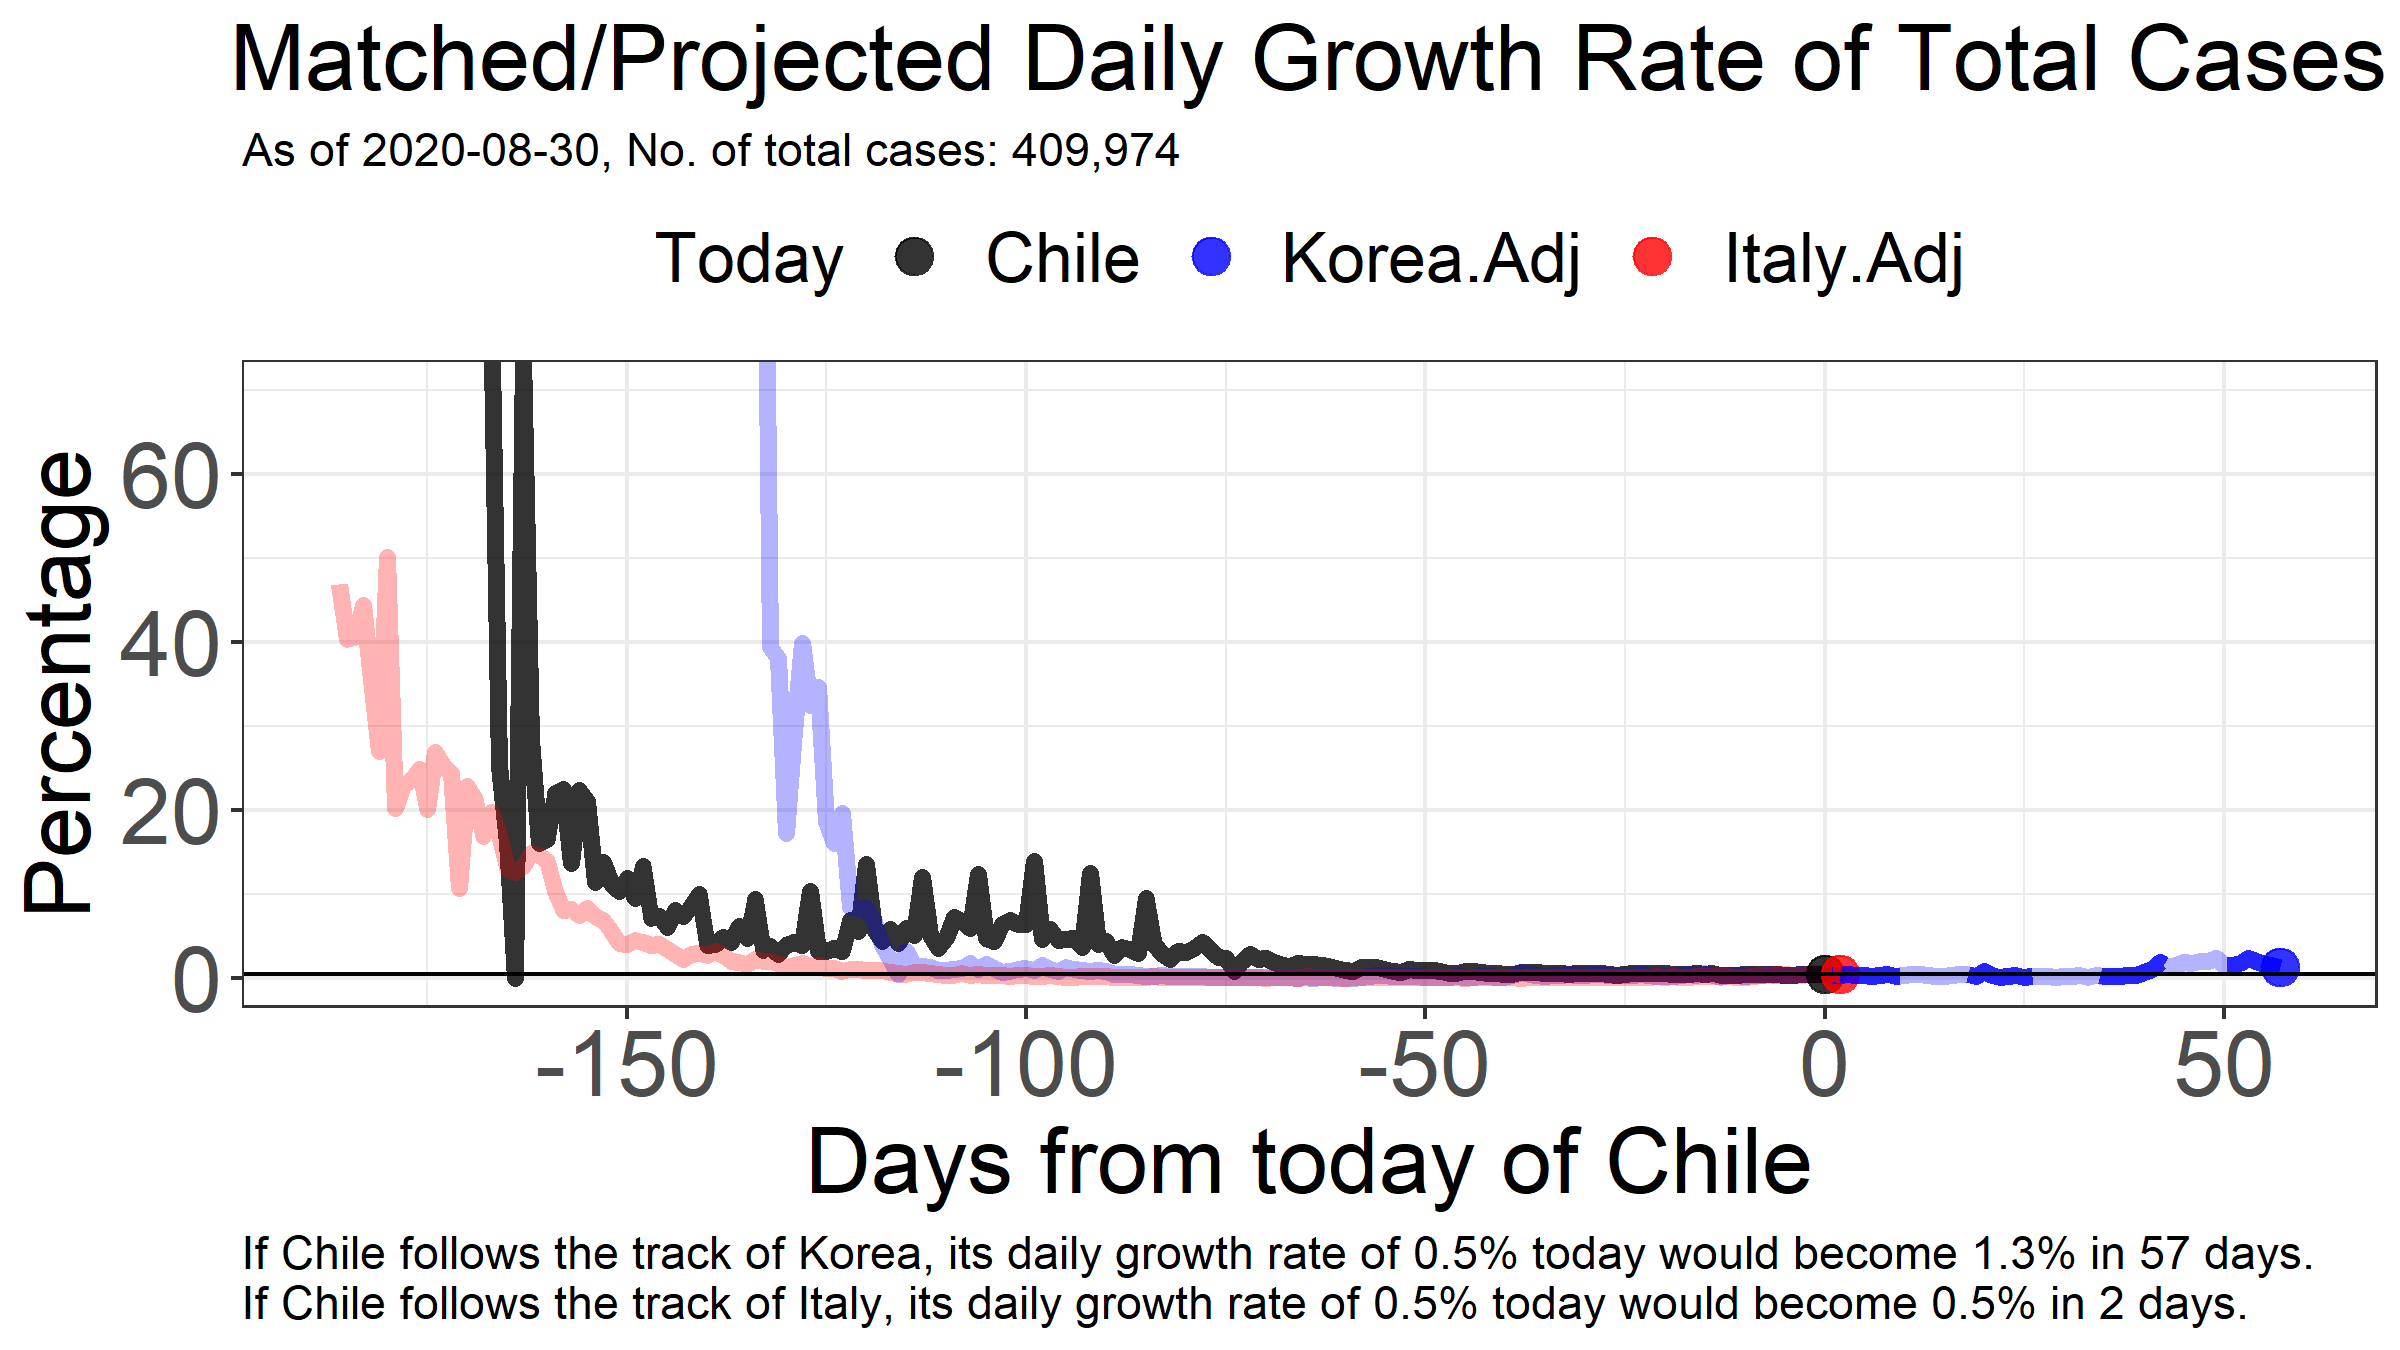 Matched/Projected Daily Growth Rate of Total Cases
As of 2020-08-30, No. of total cases: 409,974
Today Chile Korea.Adj Italy.Adj
Percentage
60
40
20
0
-150 -100 -50 0 50
Days from today of Chile
If Chile follows the track of Korea, its daily growth rate of 0.5% today would become 1.3% in 57 days.
If Chile follows the track of Italy, its daily growth rate of 0.5% today would become 0.5% in 2 days.